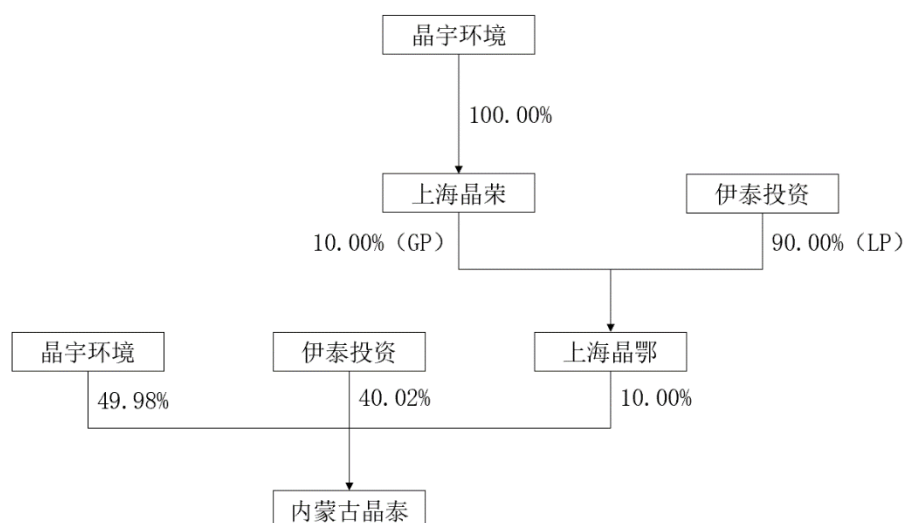 晶宇环境
100.00%
上海晶荣
伊泰投资
10.00%（GP）
90.00%（LP）
晶宇环境
伊泰投资
上海晶鄂
49.98%
40.02%
10.00%
内蒙古晶泰